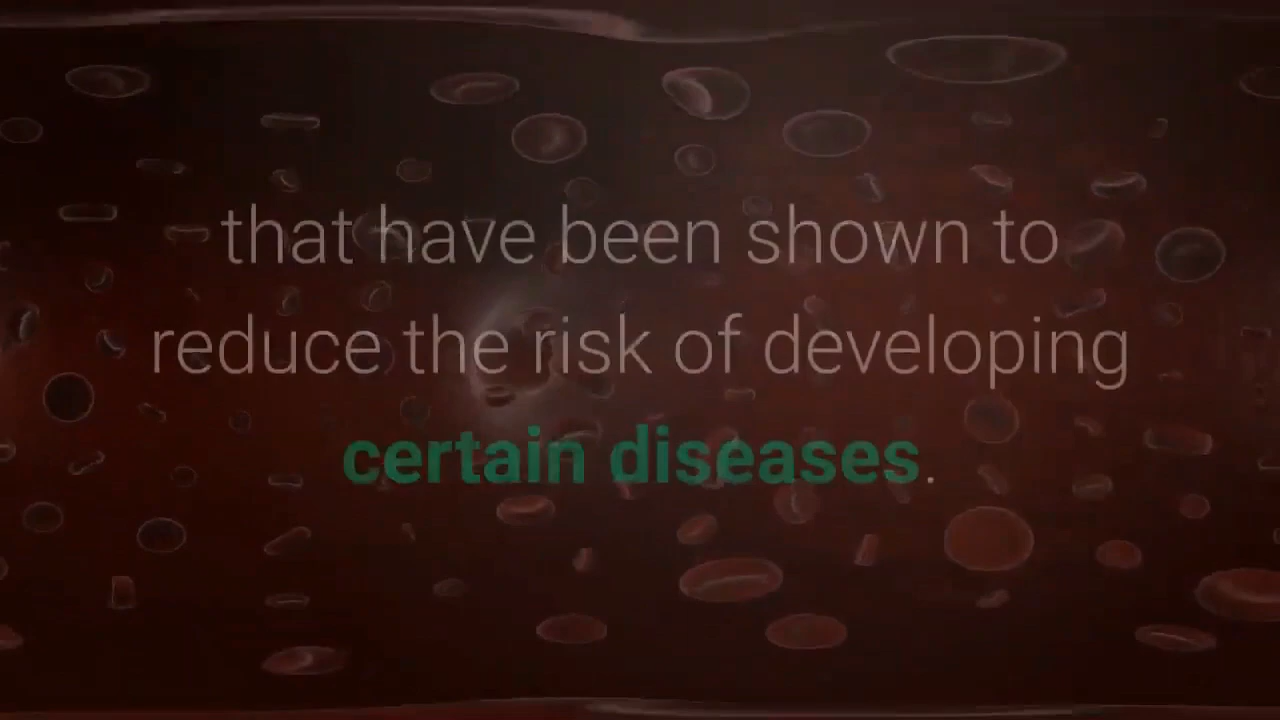 that have been shown to
reduce the risk of developing
certain diseases.